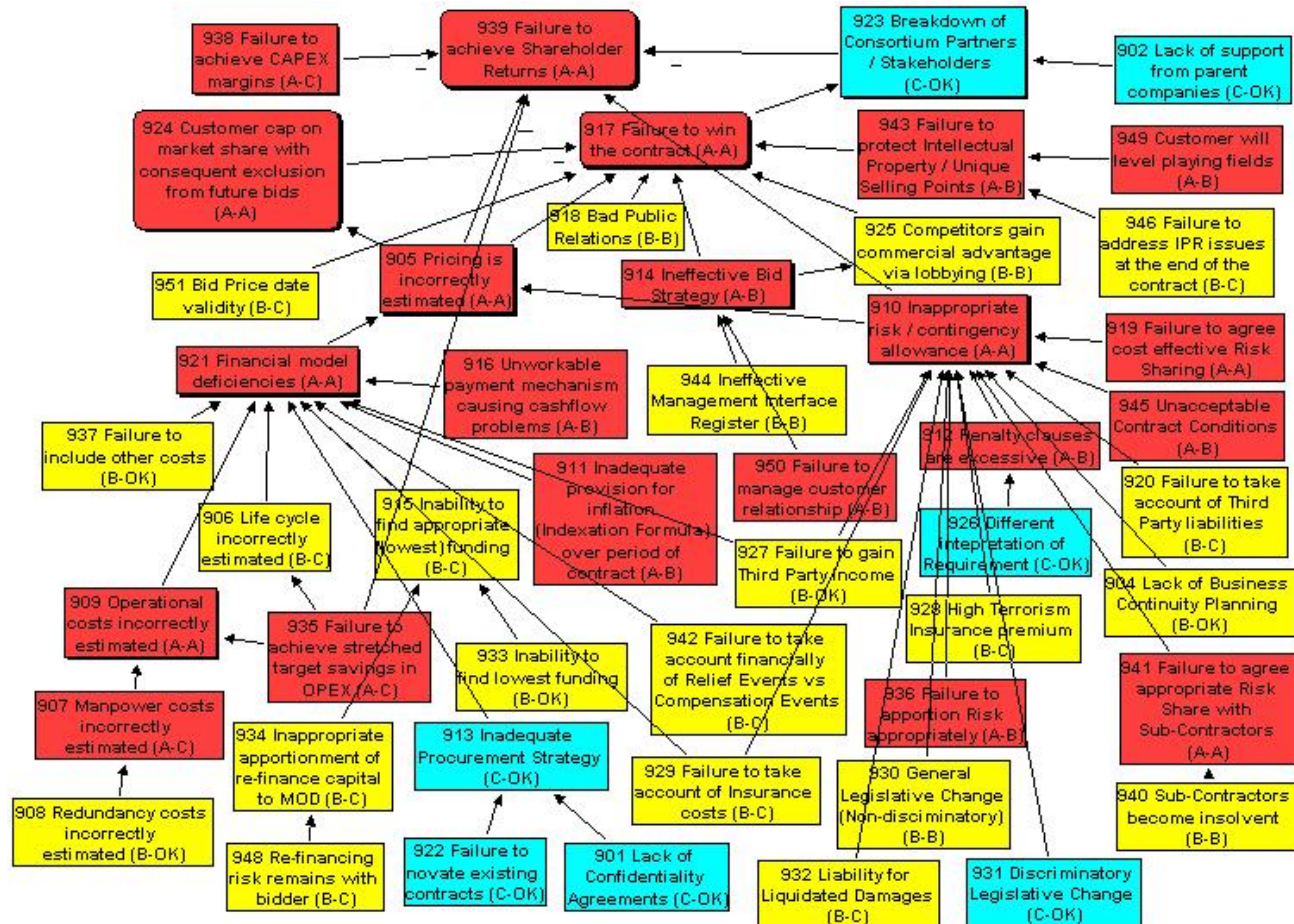 938 Failure to
achieve CAPEX
margins (A-C)
939 Failure to
achieve Shareholder
Returns (A-A)
923 Breakdown of
Consortium Partners
/ Stakeholders
(C-OK)
902 Lack of support
from parent
companies (C-OK)
924 Customer cap on
market share with
consequent exclusion
from future bids
(A-A)
917 Failure to win
the contract (A-A)
943 Failure to
protect Intellectual
Property / Unique
Selling Points (A-B)
949 Customer will
level playing fields
(A-B)
951 Bid Price date
validity (B-C)
905 Pricing is
incorrectly
estimated (A-A)
918 Bad Public
Relations (B-B)
914 Ineffective Bid
Strategy (A-B)
925 Competitors gain
commercial advantage
via lobbying (B-B)
946 Failure to
address IPR issues
at the end of the
contract (B-C)
921 Financial model
deficiencies (A-A)
916 Unworkable
payment mechanism
causing cashflow
problems (A-B)
944 Ineffective
Management Interface
Register (B-B)
910 Inappropriate
risk / contingency
allowance (A-A)
919 Failure to agree
cost effective Risk
Sharing (A-A)
937 Failure to
include other costs
(B-OK)
906 Life cycle
incorrectly
estimated (B-C)
915 Inability to
find appropriate
(lowest) funding
(B-C)
911 Inadequate
provision for
inflation
(Indexation Formula)
over period of
contract (A-B)
950 Failure to
manage customer
relationship (A-B)
912 Penalty clauses
are excessive (A-B)
945 Unacceptable
Contract Conditions
(A-B)
920 Failure to take
account of Third
Party liabilities
(B-C)
909 Operational
costs incorrectly
estimated (A-A)
935 Failure to
achieve stretched
target savings in
OPEX (A-C)
933 Inability to
find lowest funding
(B-OK)
927 Failure to gain
Third Party Income
(B-OK)
926 Different
intepretation of
Requirement (C-OK)
928 High Terrorism
Insurance premium
(B-C)
904 Lack of Business
Continuity Planning
(B-OK)
907 Manpower costs
incorrectly
estimated (A-C)
934 Inappropriate
apportionment of
re-finance capital
to MOD (B-C)
913 Inadequate
Procurement Strategy
(C-OK)
942 Failure to take
account financially
of Relief Events vs
Compensation Events
(B-C)
936 Failure to
apportion Risk
appropriately (A-B)
941 Failure to agree
appropriate Risk
Share with
Sub-Contractors
(A-A)
908 Redundancy costs
incorrectly
estimated (B-OK)
948 Re-financing
risk remains with
bidder (B-C)
922 Failure to
novate existing
contracts (C-OK)
901 Lack of
Confidentiality
Agreements (C-OK)
929 Failure to take
account of Insurance
costs (B-C)
930 General
Legislative Change
(Non-discriminatory)
(B-B)
940 Sub-Contractors
become insolvent
(B-B)
932 Liability for
Liquidated Damages
(B-C)
931 Discriminatory
Legislative Change
(C-OK)